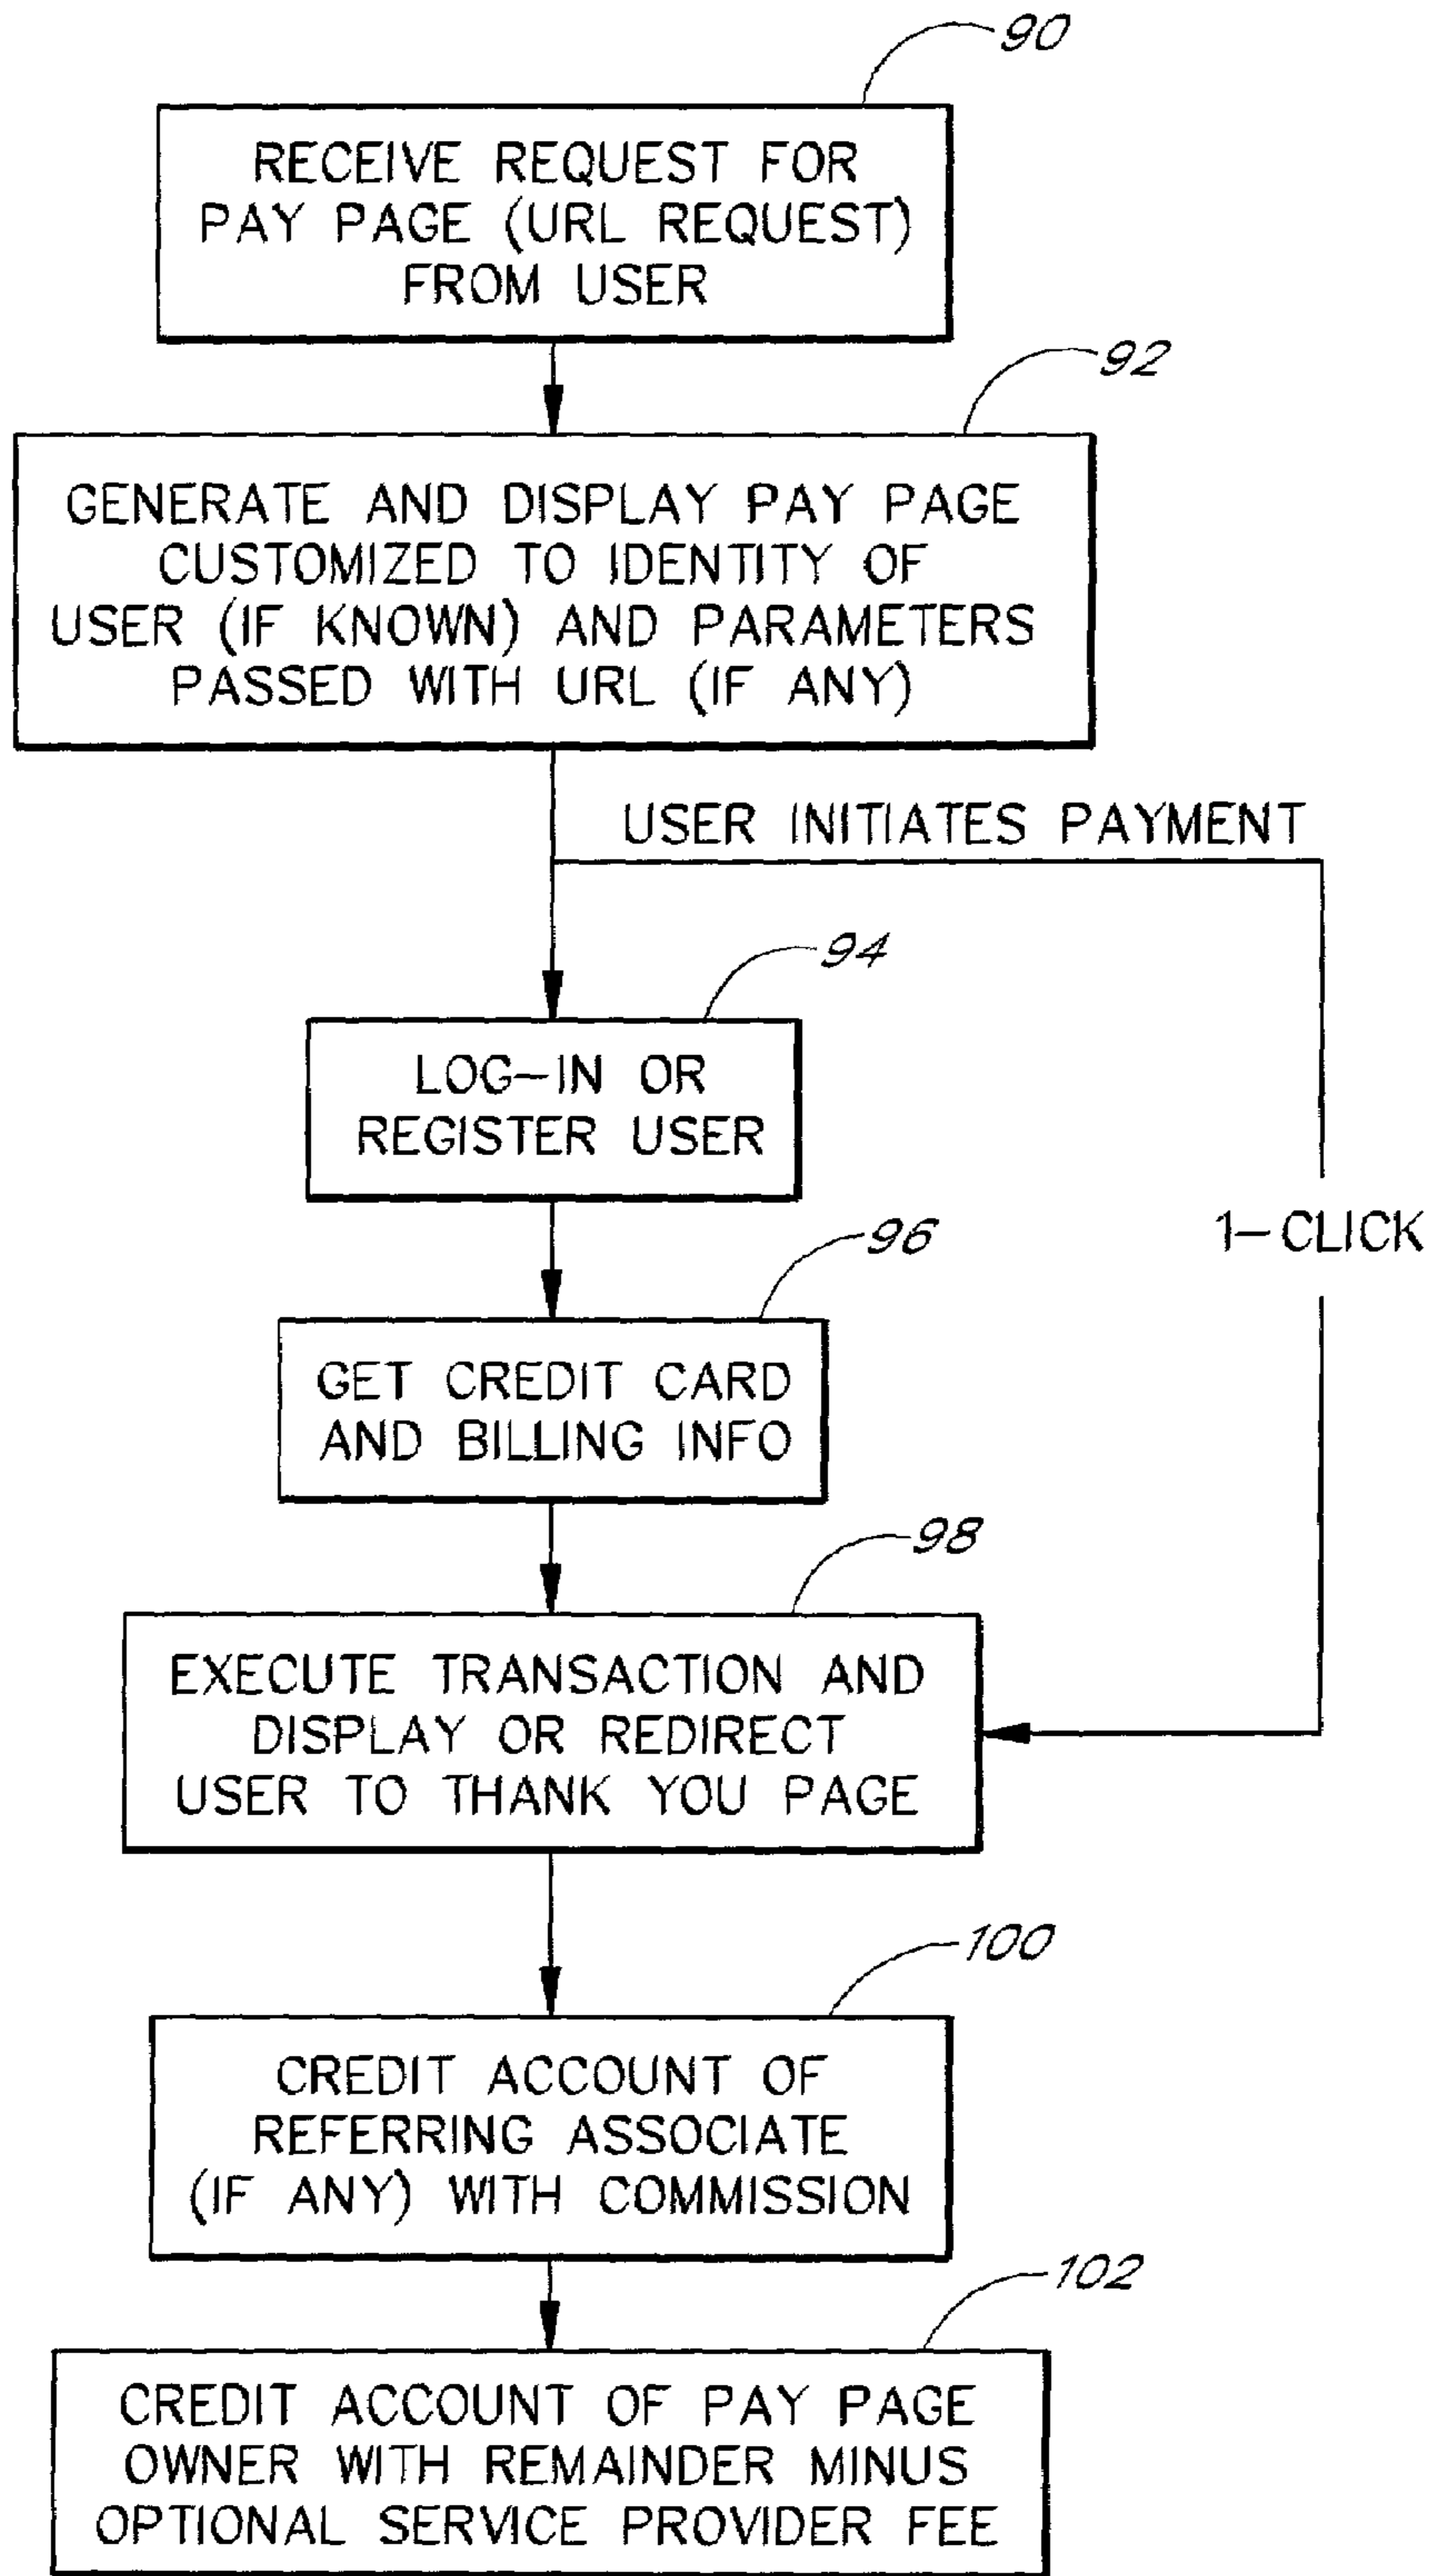 90
RECEIVE REQUEST FOR
PAY PAGE (URL REQUEST)
FROM USER
92
GENERATE AND DISPLAY PAY PAGE
CUSTOMIZED TO IDENTITY OF
USER (IF KNOWN) AND PARAMETERS
PASSED WITH URL (IF ANY)
USER INITIATES PAYMENT
94
LOG-IN OR
REGISTER USER
1-CLICK
96
GET CREDIT CARD
AND BILLING INFO
98
EXECUTE TRANSACTION AND
DISPLAY OR REDIRECT
USER TO THANK YOU PAGE
100
CREDIT ACCOUNT OF
REFERRING ASSOCIATE
(IF ANY) WITH COMMISSION
102
CREDIT ACCOUNT OF PAY PAGE
OWNER WITH REMAINDER MINUS
OPTIONAL SERVICE PROVIDER FEE